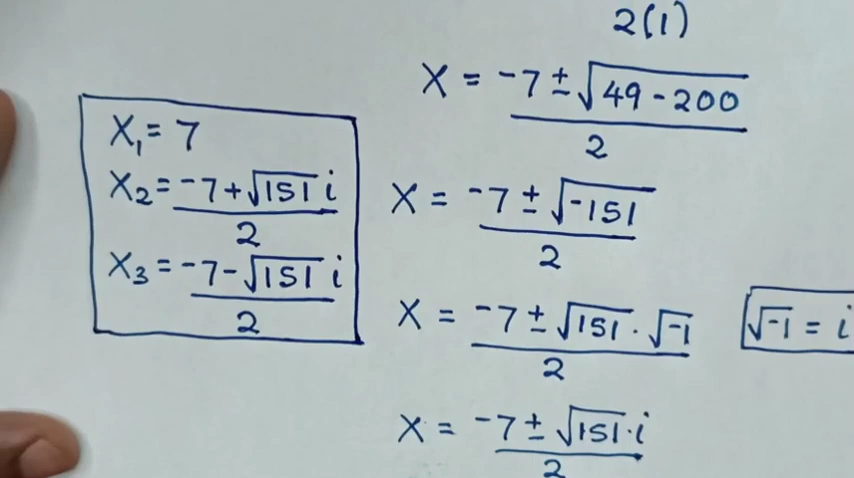 2(1)
X = -7 ± √49 - 200
2
X = -7 ± √-151
2
X = -7 ± √151 · √-1
2
√-1 = i
X = -7 ± √151 · i
2
X₁ = 7
X₂ = -7 + √151 i
2
X₃ = -7 - √151 i
2